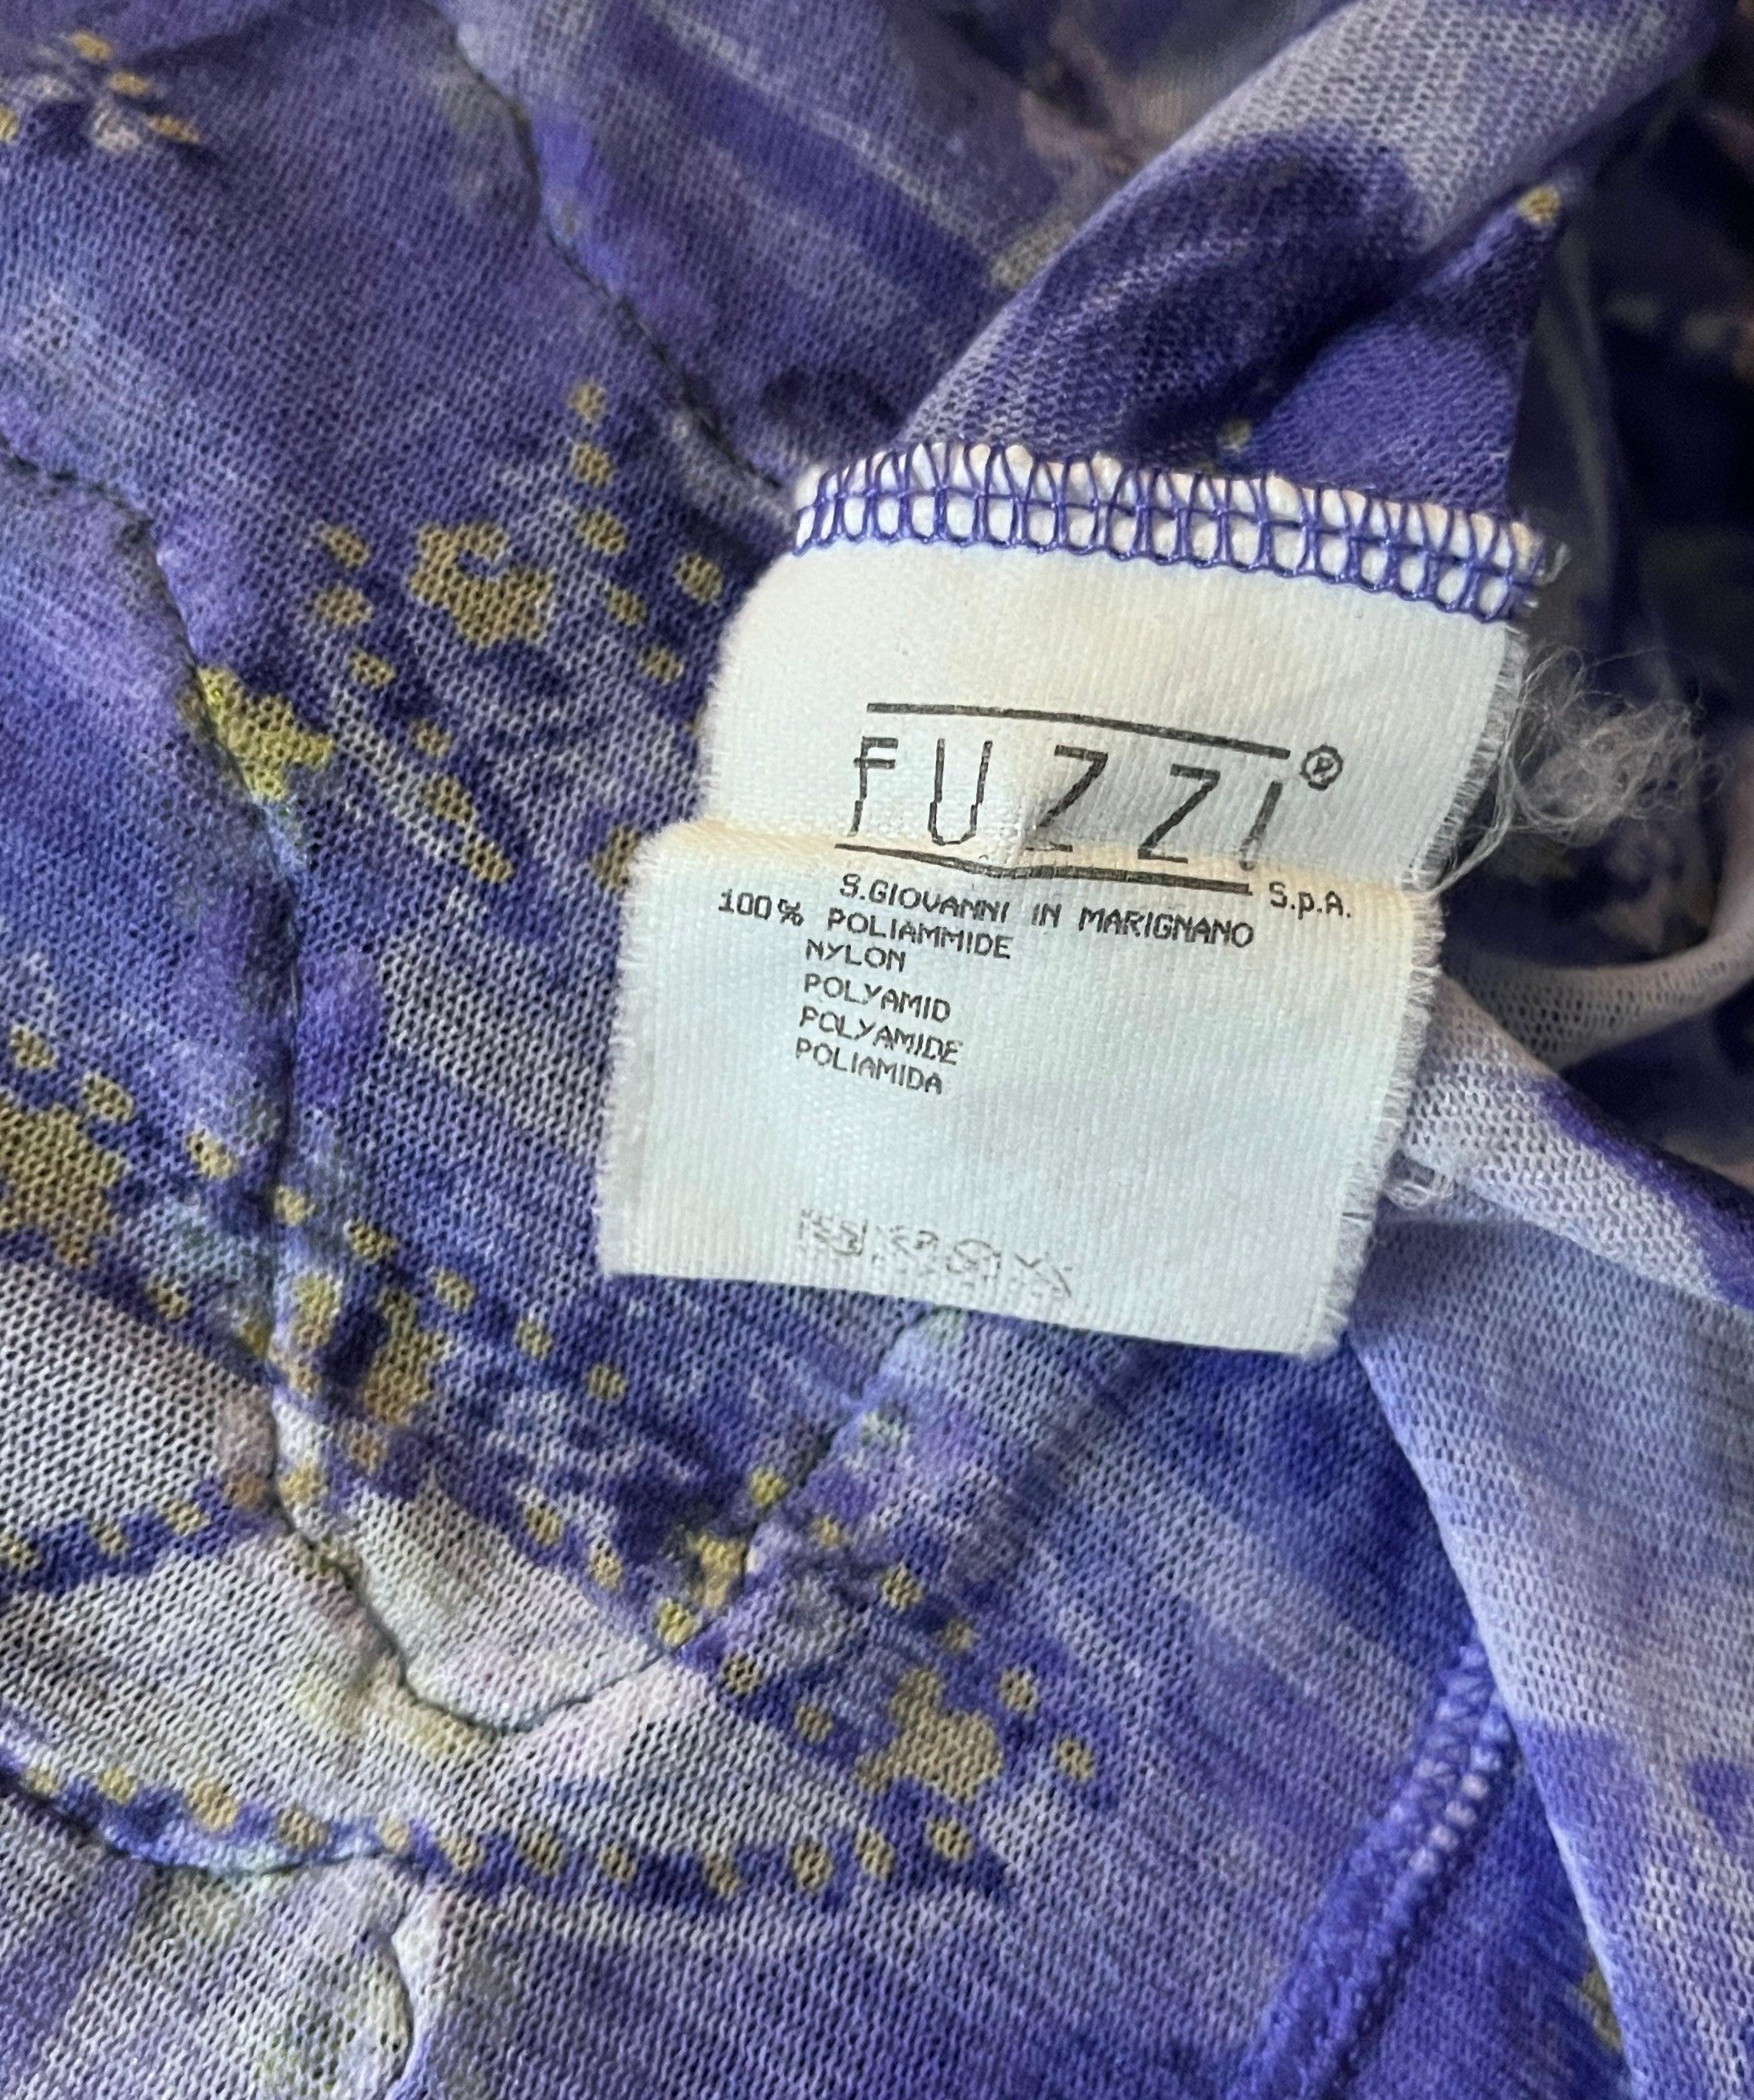 FUZZI®
S.p.A.
S.GIOVANNI IN MARIGNANO
100% POLIAMMIDE
NYLON
POLYAMID
POLYAMIDE
POLIAMIDA